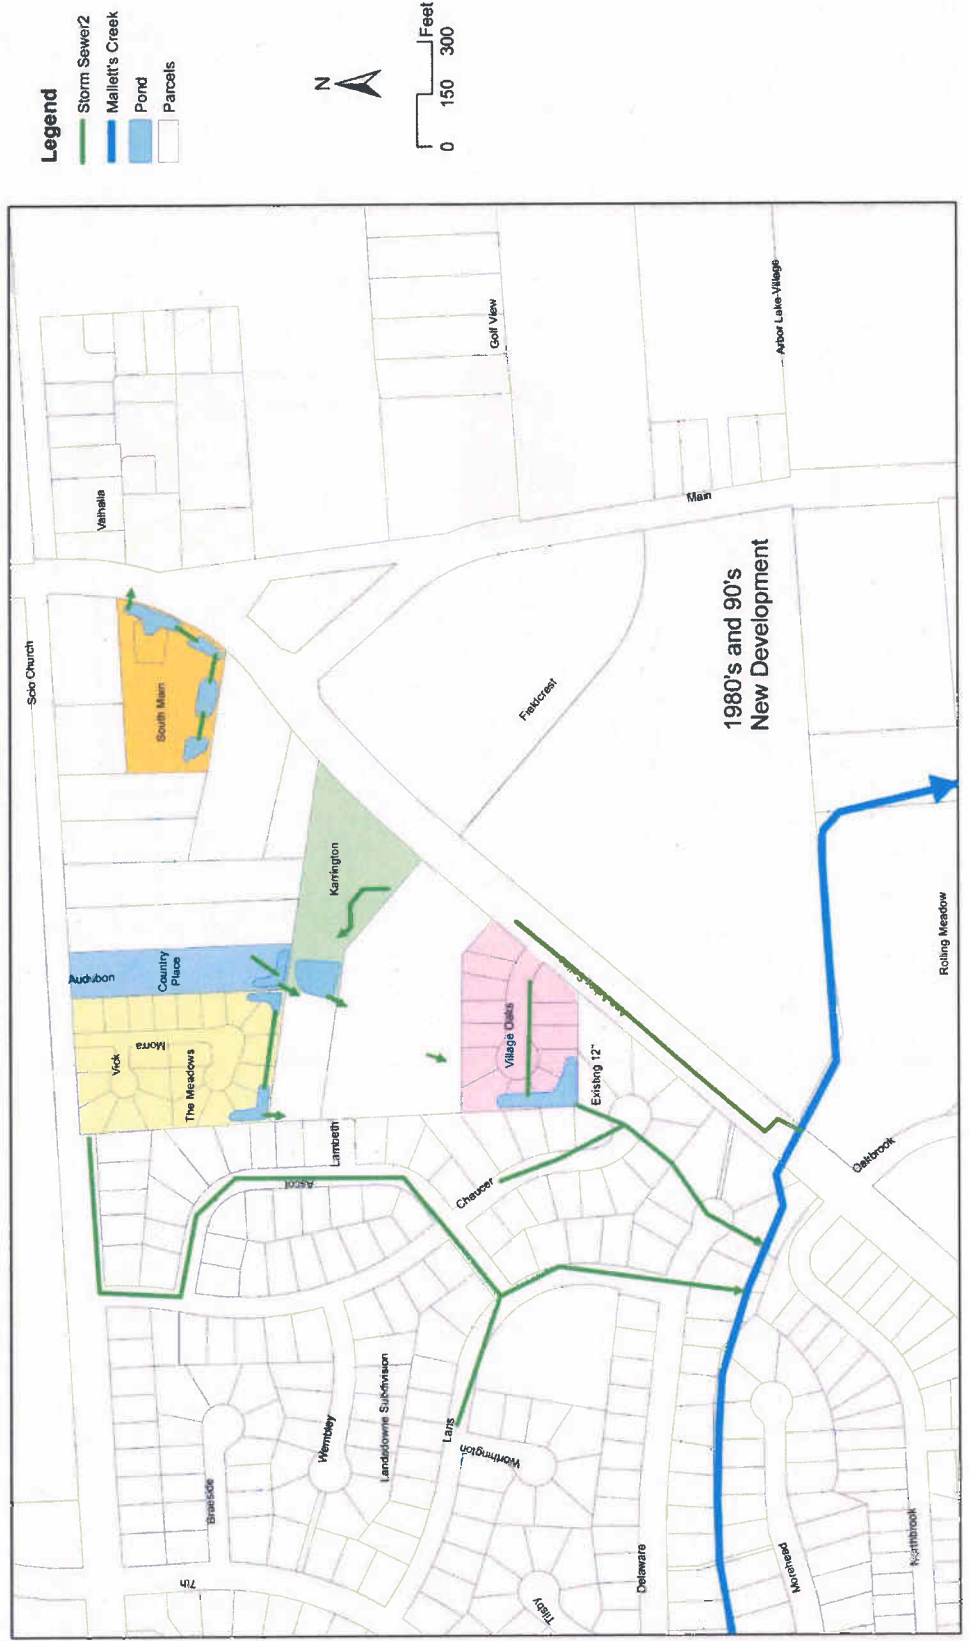 Legend
Storm Sewer2
Mallett's Creek
Pond
Parcels
N
0 150 300 Feet
Scio Church
Valhalla
South Main
Golf View
Arbor Lake Village
Main
1980's and 90's
New Development
Fieldcrest
Karrington
Audubon
Country
Place
Vick
Morra
The Meadows
Village Oaks
Existing 12"
Rolling Meadow
Oakbrook
Lambeth
Ascot
Chaucer
Lans
Worthington
Landsdowne Subdivision
Wembley
Braeside
7th
Tilsby
Delaware
Morehead
Northbrook